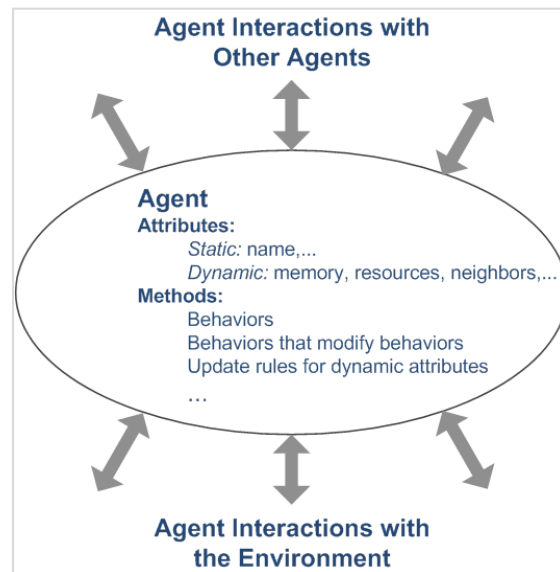 Agent Interactions with
Other Agents
Agent
Attributes:
Static: name,...
Dynamic: memory, resources, neighbors,...
Methods:
Behaviors
Behaviors that modify behaviors
Update rules for dynamic attributes
...
Agent Interactions with
the Environment